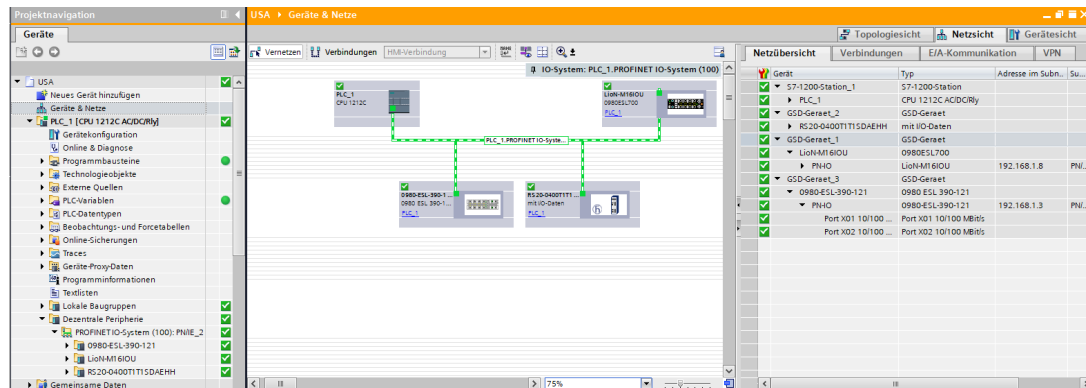 Projektnavigation
USA ▸ Geräte & Netze
Geräte
Topologiesicht
Netzsicht
Gerätesicht
Vernetzen
Verbindungen
HMI-Verbindung
Netzübersicht
Verbindungen
E/A-Kommunikation
VPN
USA
Neues Gerät hinzufügen
Geräte & Netze
PLC_1 [CPU 1212C AC/DC/Rly]
Gerätekonfiguration
Online & Diagnose
Programmbausteine
Technologieobjekte
Externe Quellen
PLC-Variablen
PLC-Datentypen
Beobachtungs- und Forcetabellen
Online-Sicherungen
Traces
Geräte-Proxy-Daten
Programminformationen
Textlisten
Lokale Baugruppen
Dezentrale Peripherie
PROFINET IO-System (100): PN/IE_2
0980-ESL-390-121
LioN-M16IOU
RS20-0400T1T1SDAEHH
Gemeinsame Daten
IO-System: PLC_1.PROFINET IO-System (100)
PLC_1
CPU 1212C
LioN-M16IOU
0980ESL700
PLC_1
PLC_1.PROFINET IO-Syste...
0980-ESL-390-1...
0980 ESL 390-1...
PLC_1
RS20-0400T1T1...
mit I/O-Daten
PLC_1
75%
Gerät Typ Adresse im Subn... Su...
S7-1200-Station_1 S7-1200-Station
PLC_1 CPU 1212C AC/DC/Rly
GSD-Geraet_2 GSD-Geraet
RS20-0400T1T1SDAEHH mit I/O-Daten
GSD-Geraet_1 GSD-Geraet
LioN-M16IOU 0980ESL700
PN-IO LioN-M16IOU 192.168.1.8 PN/...
GSD-Geraet_3 GSD-Geraet
0980-ESL-390-121 0980 ESL 390-121
PN-IO 0980-ESL-390-121 192.168.1.3 PN/...
Port X01 10/100 ... Port X01 10/100 MBit/s
Port X02 10/100 ... Port X02 10/100 MBit/s